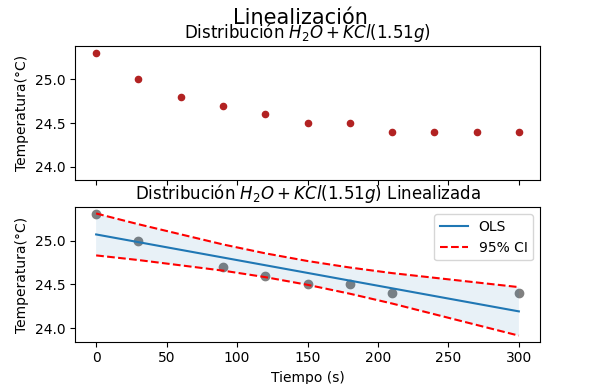 Linealización
Distribución H₂O + KCl(1.51g)
Temperatura(°C)
25.0
24.5
24.0
Distribución H₂O + KCl(1.51g) Linealizada
Temperatura(°C)
25.0
24.5
24.0
OLS
95% CI
0 50 100 150 200 250 300
Tiempo (s)